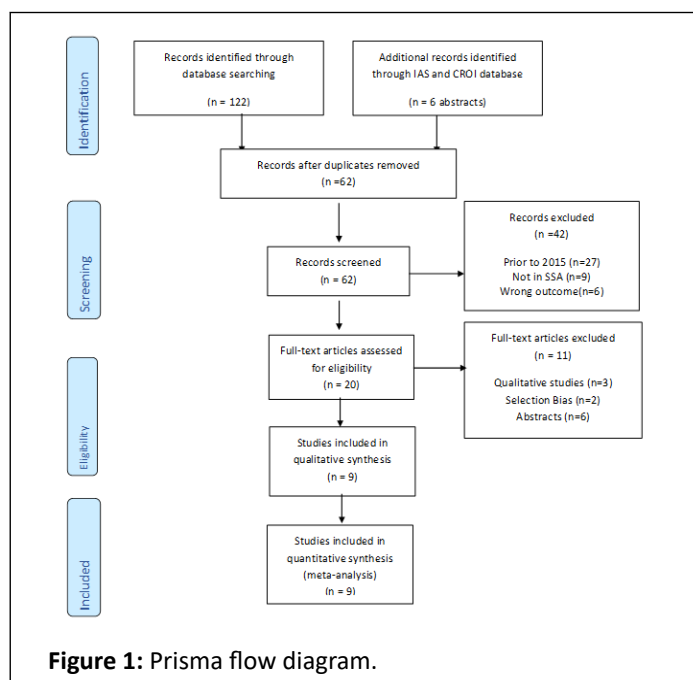 Identification
Records identified through
database searching
(n = 122)
Additional records identified
through IAS and CROI database
(n = 6 abstracts)
Records after duplicates removed
(n =62)
Screening
Records screened
(n = 62)
Records excluded
(n =42)
Prior to 2015 (n=27)
Not in SSA (n=9)
Wrong outcome(n=6)
Eligibility
Full-text articles assessed
for eligibility
(n = 20)
Full-text articles excluded
(n = 11)
Qualitative studies (n=3)
Selection Bias (n=2)
Abstracts (n=6)
Studies included in
qualitative synthesis
(n = 9)
Included
Studies included in
quantitative synthesis
(meta-analysis)
(n = 9)
Figure 1: Prisma flow diagram.